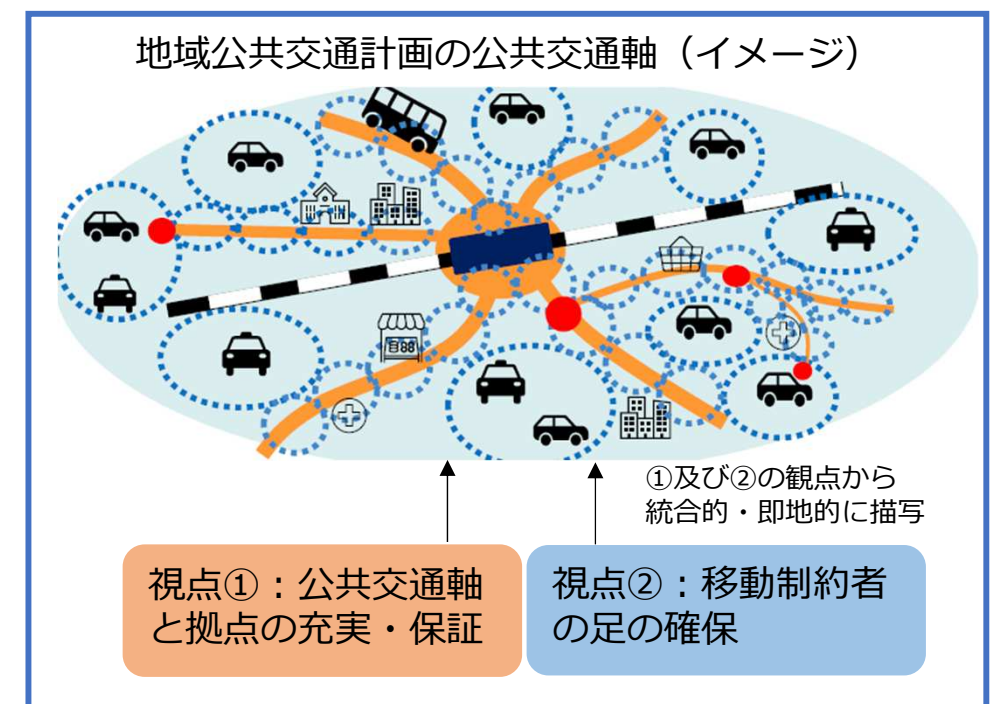 地域公共交通計画の公共交通軸（イメージ）
88
①及び②の観点から
統合的・即地的に描写
視点①：公共交通軸
と拠点の充実・保証
視点②：移動制約者
の足の確保